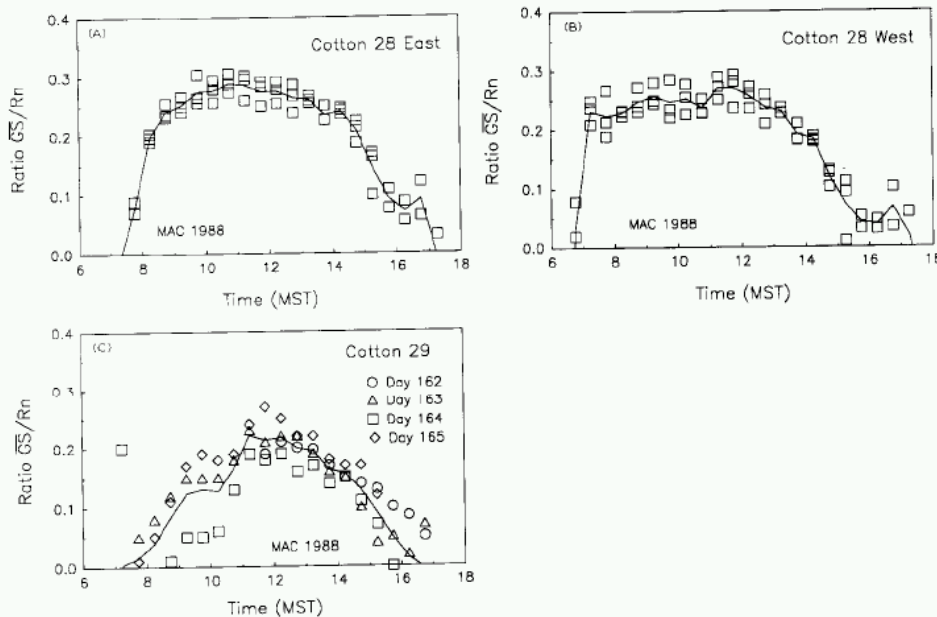 (A)
Cotton 28 East
Ratio G̅S̅/Rn
0.4
0.3
0.2
0.1
0.0
MAC 1988
6 8 10 12 14 16 18
Time (MST)
(B)
Cotton 28 West
Ratio G̅S̅/Rn
0.4
0.3
0.2
0.1
0.0
MAC 1988
6 8 10 12 14 16 18
Time (MST)
(C)
Cotton 29
Day 162
Day 163
Day 164
Day 165
Ratio G̅S̅/Rn
0.4
0.3
0.2
0.1
0.0
MAC 1988
6 8 10 12 14 16 18
Time (MST)